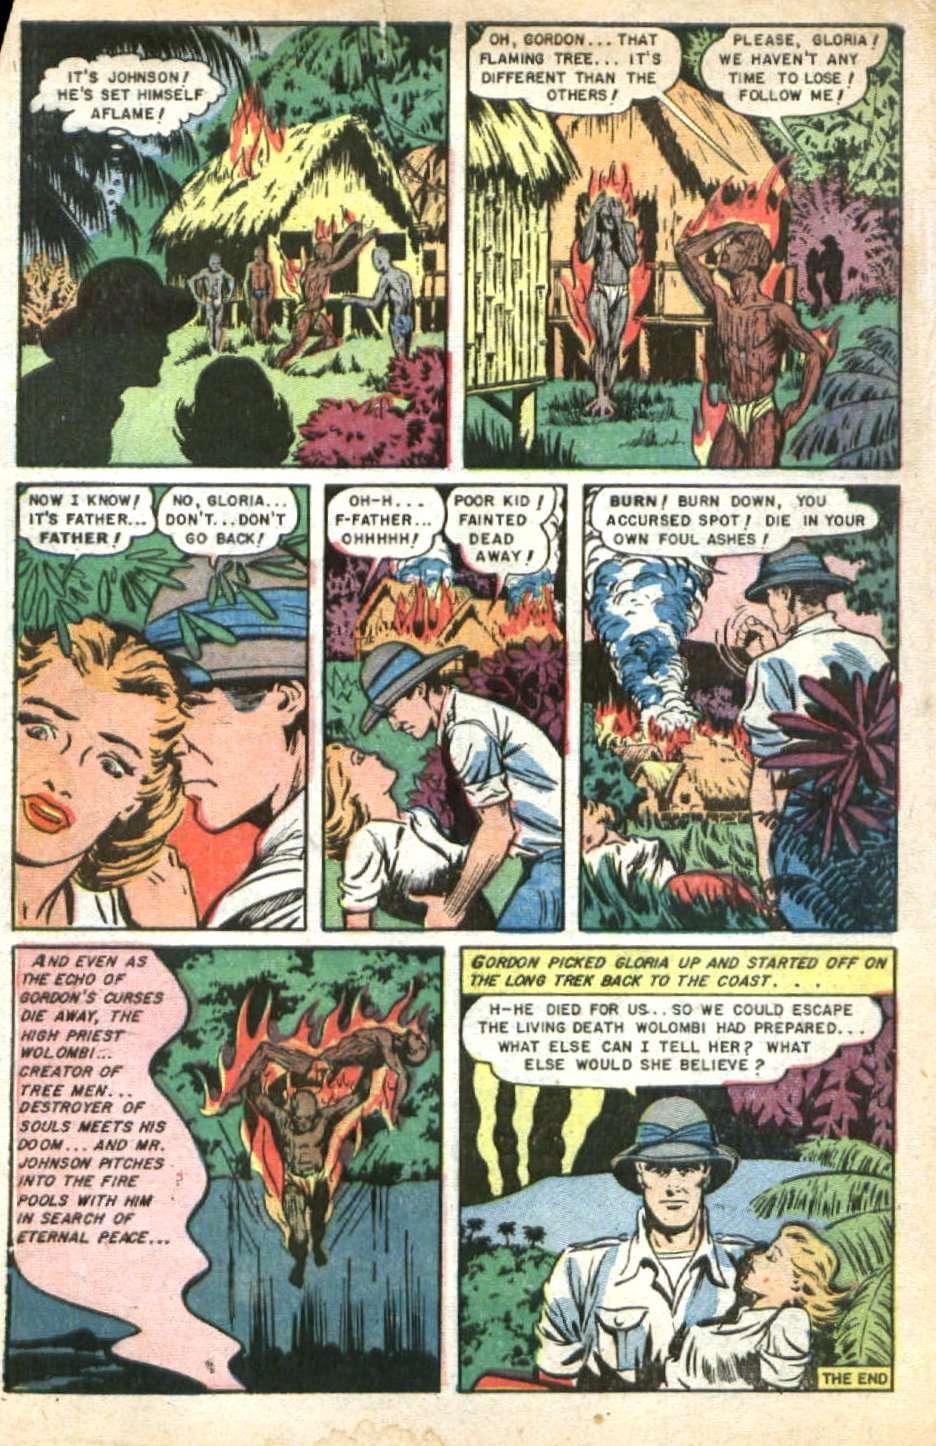 IT'S JOHNSON!
HE'S SET HIMSELF
AFLAME!
OH, GORDON... THAT
FLAMING TREE... IT'S
DIFFERENT THAN THE
OTHERS!
PLEASE, GLORIA!
WE HAVEN'T ANY
TIME TO LOSE!
FOLLOW ME!
NOW I KNOW!
IT'S FATHER...
FATHER!
NO, GLORIA...
DON'T...DON'T
GO BACK!
OH-H...
F-FATHER...
OHHHHH!
POOR KID!
FAINTED
DEAD
AWAY!
BURN! BURN DOWN, YOU
ACCURSED SPOT! DIE IN YOUR
OWN FOUL ASHES!
AND EVEN AS
THE ECHO OF
GORDON'S CURSES
DIE AWAY, THE
HIGH PRIEST
WOLOMBI...
CREATOR OF
TREE MEN...
DESTROYER OF
SOULS MEETS HIS
DOOM... AND MR.
JOHNSON PITCHES
INTO THE FIRE
POOLS WITH HIM
IN SEARCH OF
ETERNAL PEACE...
GORDON PICKED GLORIA UP AND STARTED OFF ON
THE LONG TREK BACK TO THE COAST. . . .
H-HE DIED FOR US...SO WE COULD ESCAPE
THE LIVING DEATH WOLOMBI HAD PREPARED...
WHAT ELSE CAN I TELL HER? WHAT
ELSE WOULD SHE BELIEVE?
THE END